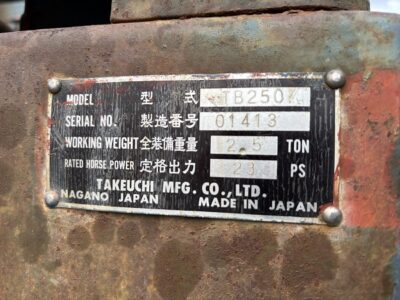 MODEL 型式 TB250
SERIAL NO. 製造番号 01413
WORKING WEIGHT 全装備重量 2.5 TON
RATED HORSE POWER 定格出力 PS
TAKEUCHI MFG. CO., LTD.
NAGANO JAPAN MADE IN JAPAN